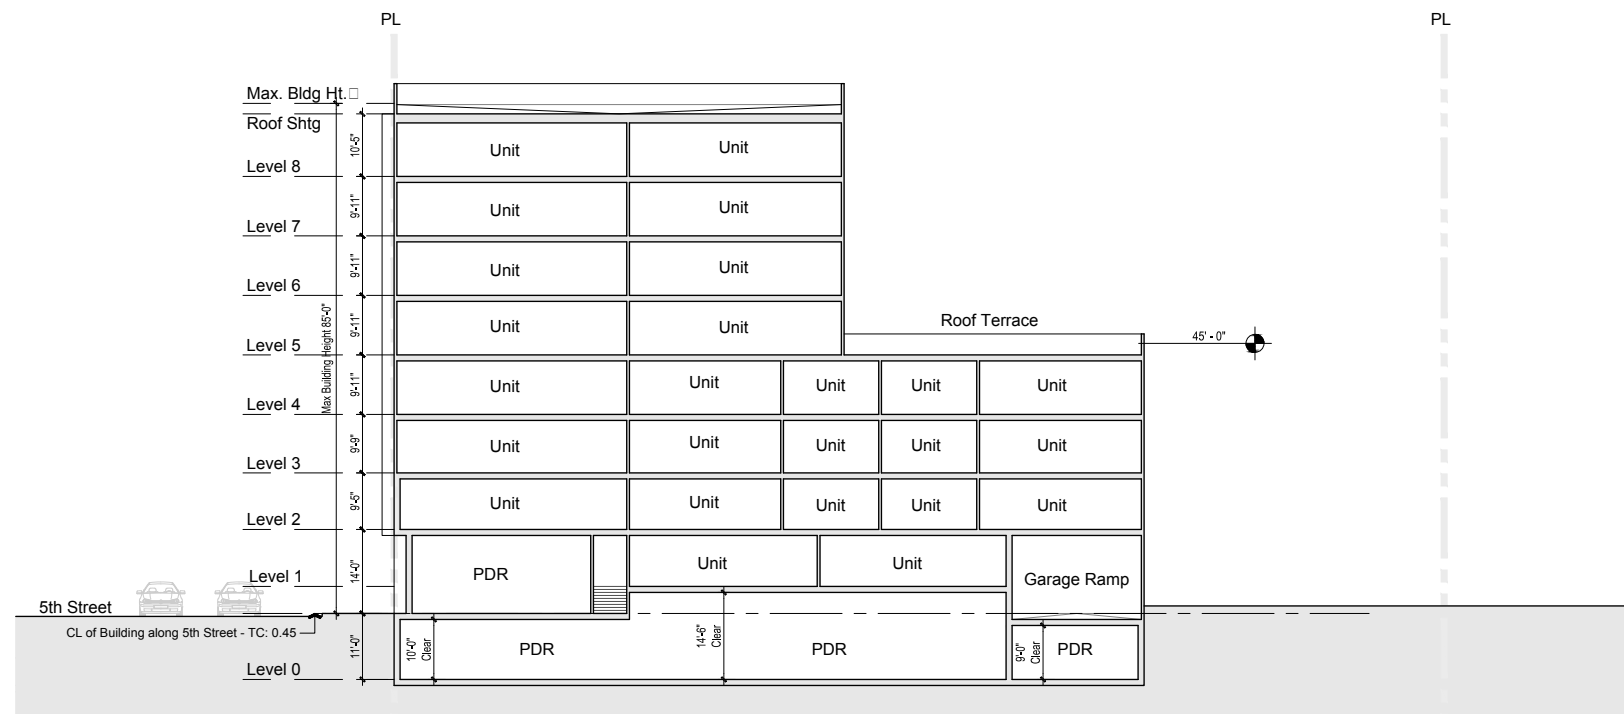 PL
PL
Max. Bldg Ht.□
Roof Shtg
10'-5"
Unit
Unit
Level 8
9'-11"
Unit
Unit
Level 7
9'-11"
Unit
Unit
Level 6
9'-11"
Unit
Unit
Roof Terrace
45' - 0"
Level 5
Max Building Height 85'-0"
9'-11"
Unit
Unit
Unit
Unit
Unit
Level 4
9'-9"
Unit
Unit
Unit
Unit
Unit
Level 3
Unit
Unit
Unit
Unit
Unit
Level 2
14'-0"
PDR
Unit
Unit
Garage Ramp
Level 1
5th Street
CL of Building along 5th Street - TC: 0.45
11'-0"
10'-0"
Clear
PDR
14'-6"
Clear
PDR
9'-0"
Clear
PDR
Level 0